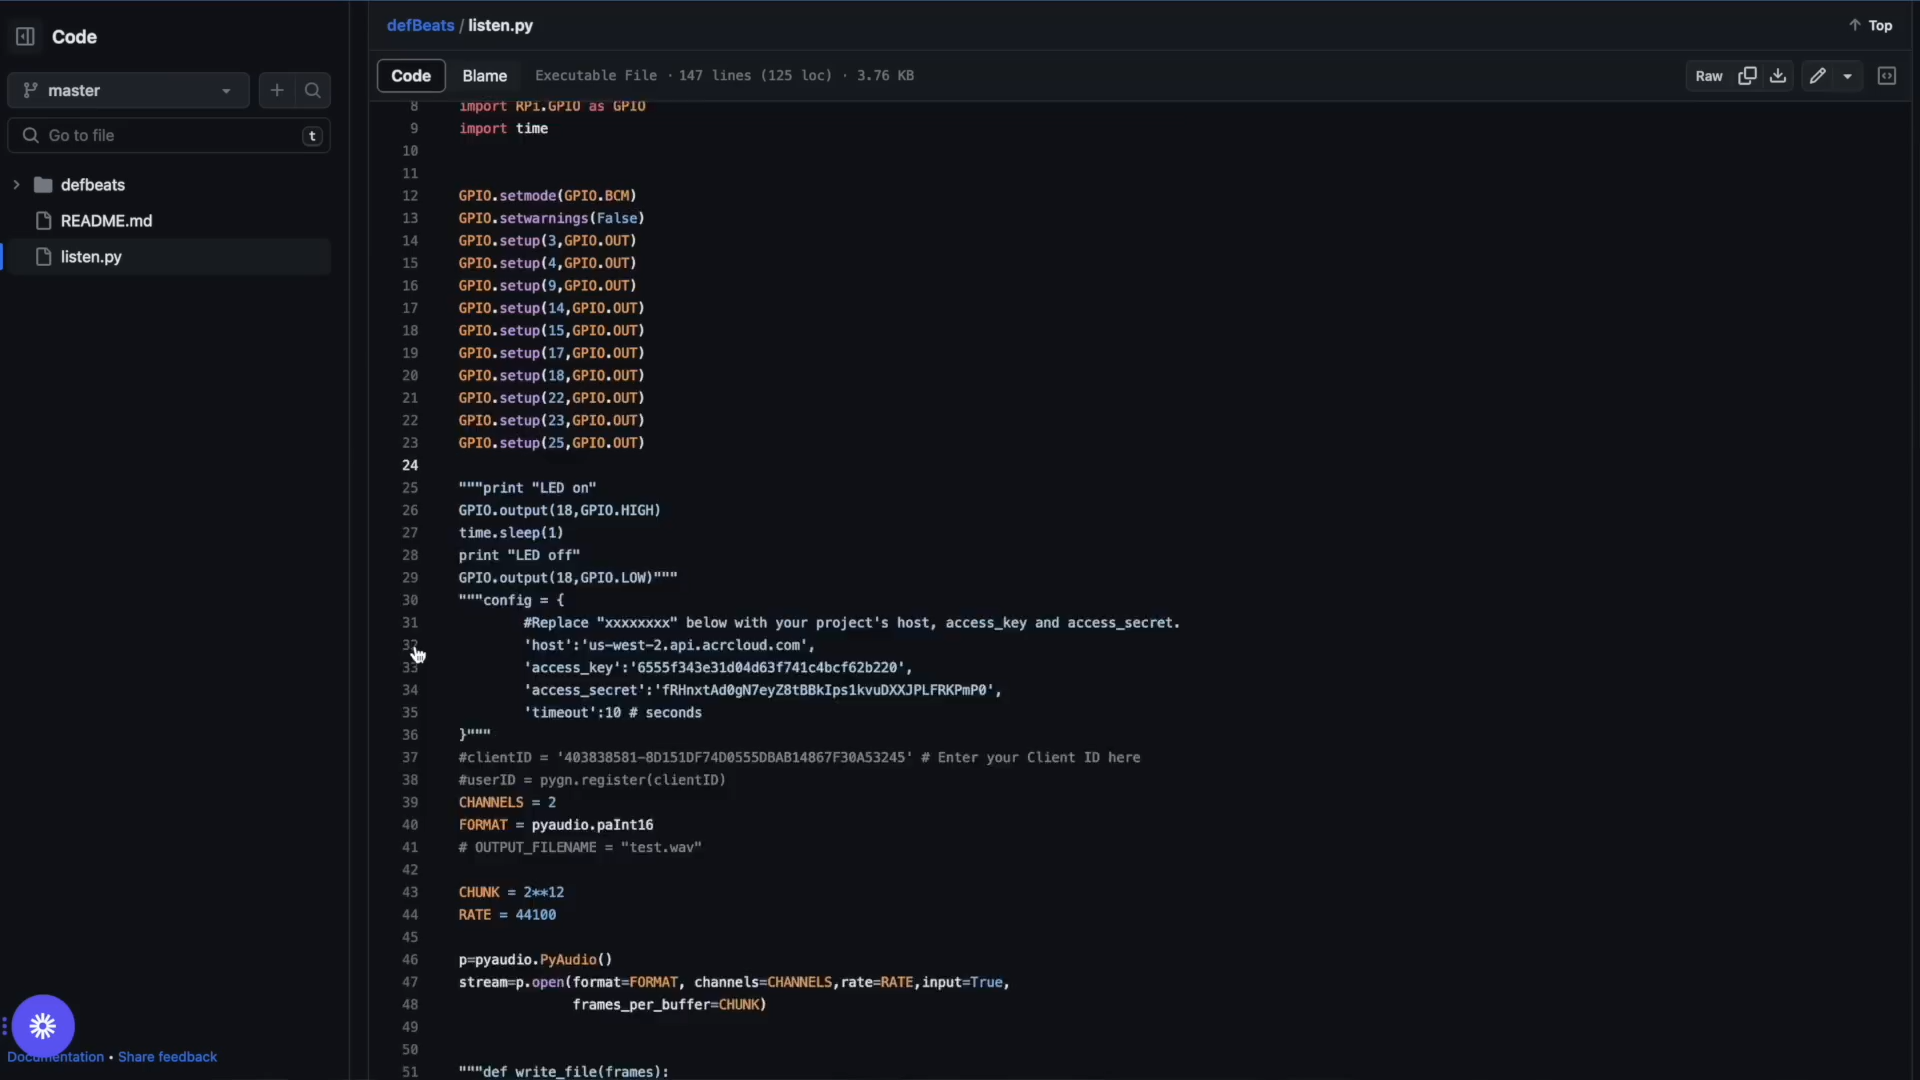 Code
master
Go to file
t
defbeats
README.md
listen.py
Documentation • Share feedback
defBeats / listen.py
Top
Code Blame Executable File · 147 lines (125 loc) · 3.76 KB
Raw
8 import RPi.GPIO as GPIO
9 import time
10
11
12 GPIO.setmode(GPIO.BCM)
13 GPIO.setwarnings(False)
14 GPIO.setup(3,GPIO.OUT)
15 GPIO.setup(4,GPIO.OUT)
16 GPIO.setup(9,GPIO.OUT)
17 GPIO.setup(14,GPIO.OUT)
18 GPIO.setup(15,GPIO.OUT)
19 GPIO.setup(17,GPIO.OUT)
20 GPIO.setup(18,GPIO.OUT)
21 GPIO.setup(22,GPIO.OUT)
22 GPIO.setup(23,GPIO.OUT)
23 GPIO.setup(25,GPIO.OUT)
24
25 """print "LED on"
26 GPIO.output(18,GPIO.HIGH)
27 time.sleep(1)
28 print "LED off"
29 GPIO.output(18,GPIO.LOW)"""
30 """config = {
31 #Replace "xxxxxxxx" below with your project's host, access_key and access_secret.
32 'host':'us-west-2.api.acrcloud.com',
33 'access_key':'6555f343e31d04d63f741c4bcf62b220',
34 'access_secret':'fRHnxtAd0gN7eyZ8tBBkIps1kvuDXXJPLFRKPmP0',
35 'timeout':10 # seconds
36 }"""
37 #clientID = '403838581-8D151DF74D0555DBAB14867F30A53245' # Enter your Client ID here
38 #userID = pygn.register(clientID)
39 CHANNELS = 2
40 FORMAT = pyaudio.paInt16
41 # OUTPUT_FILENAME = "test.wav"
42
43 CHUNK = 2**12
44 RATE = 44100
45
46 p=pyaudio.PyAudio()
47 stream=p.open(format=FORMAT, channels=CHANNELS,rate=RATE,input=True,
48 frames_per_buffer=CHUNK)
49
50
51 """def write_file(frames):